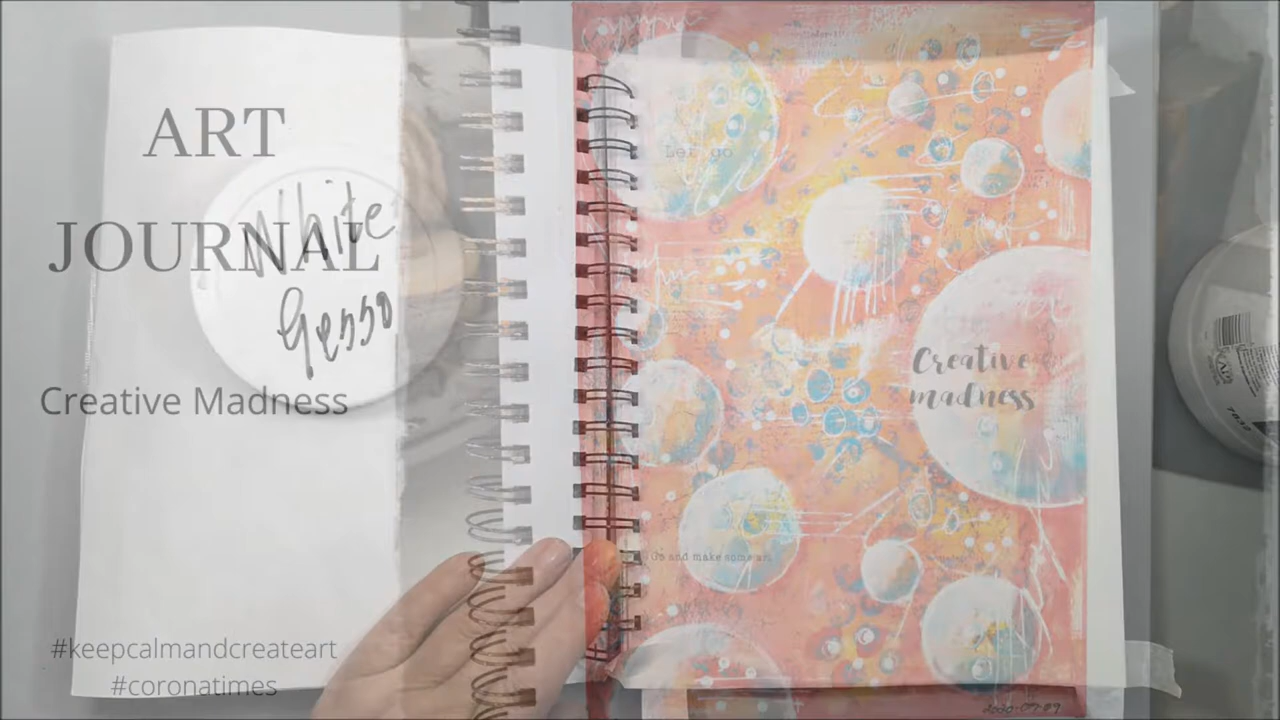 ART
JOURNAL
Creative Madness
#keepcalmandcreateart
#coronatimes
White
Gesso
Let go
Creative
madness
Go and make some art